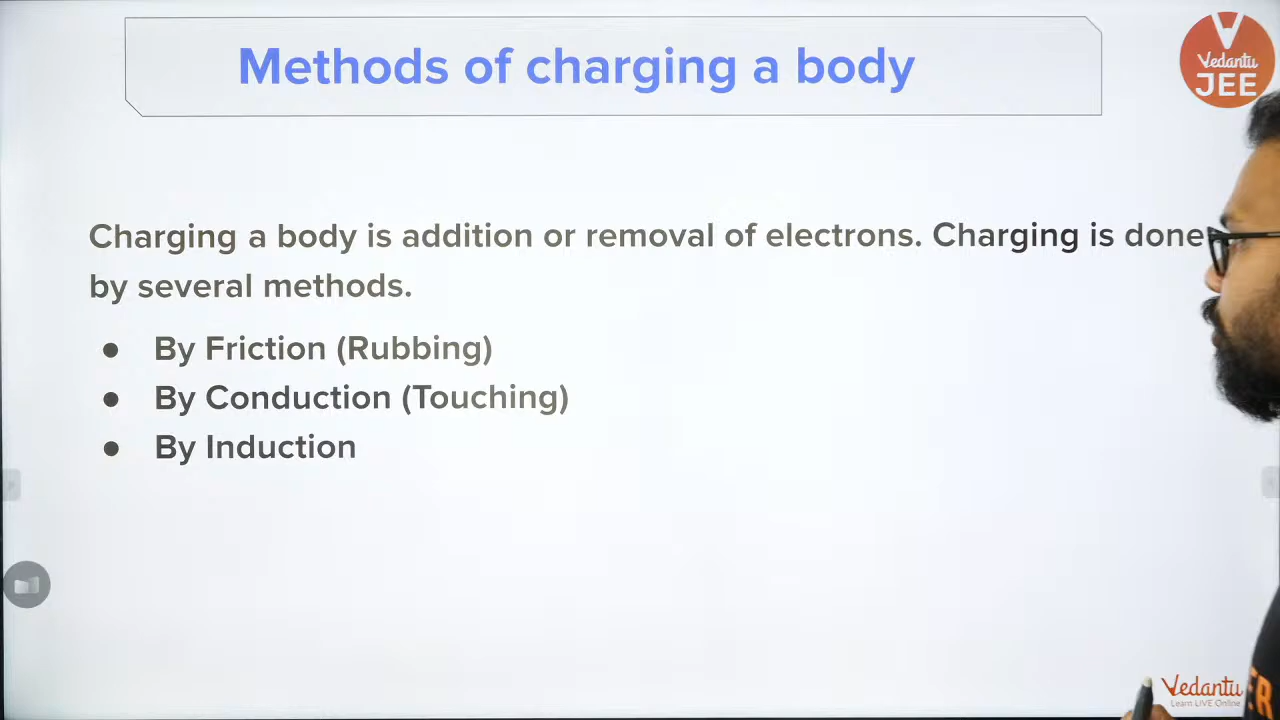 Methods of charging a body
Vedantu
JEE
Charging a body is addition or removal of electrons. Charging is done
by several methods.
● By Friction (Rubbing)
● By Conduction (Touching)
● By Induction
Vedantu
Learn LIVE Online
ER